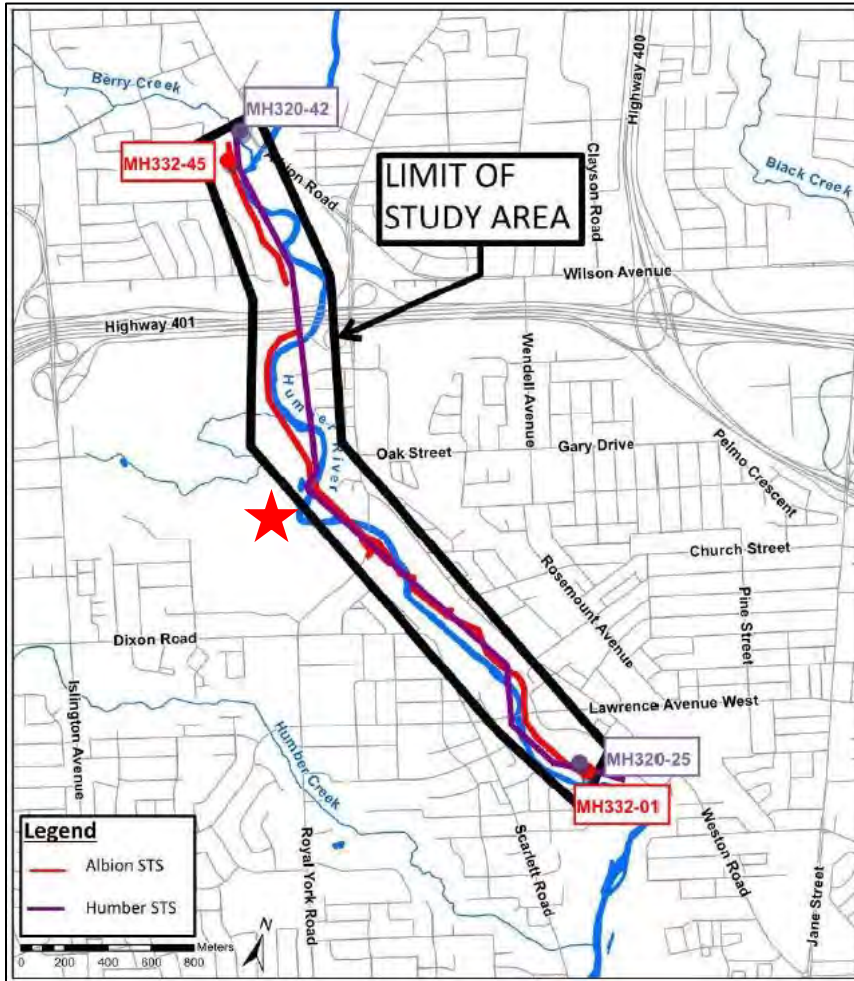 Berry Creek
MH320-42
MH332-45
Albion Road
LIMIT OF
STUDY AREA
Clayson Road
Highway 400
Black Creek
Wilson Avenue
Highway 401
Wendell Avenue
Humber River
Oak Street
Gary Drive
Pelmo Crescent
Church Street
Rosemount Avenue
Pine Street
Dixon Road
Islington Avenue
Lawrence Avenue West
Humber Creek
MH320-25
MH332-01
Royal York Road
Scarlett Road
Weston Road
Jane Street
Legend
Albion STS
Humber STS
N
Meters
0 200 400 600 800